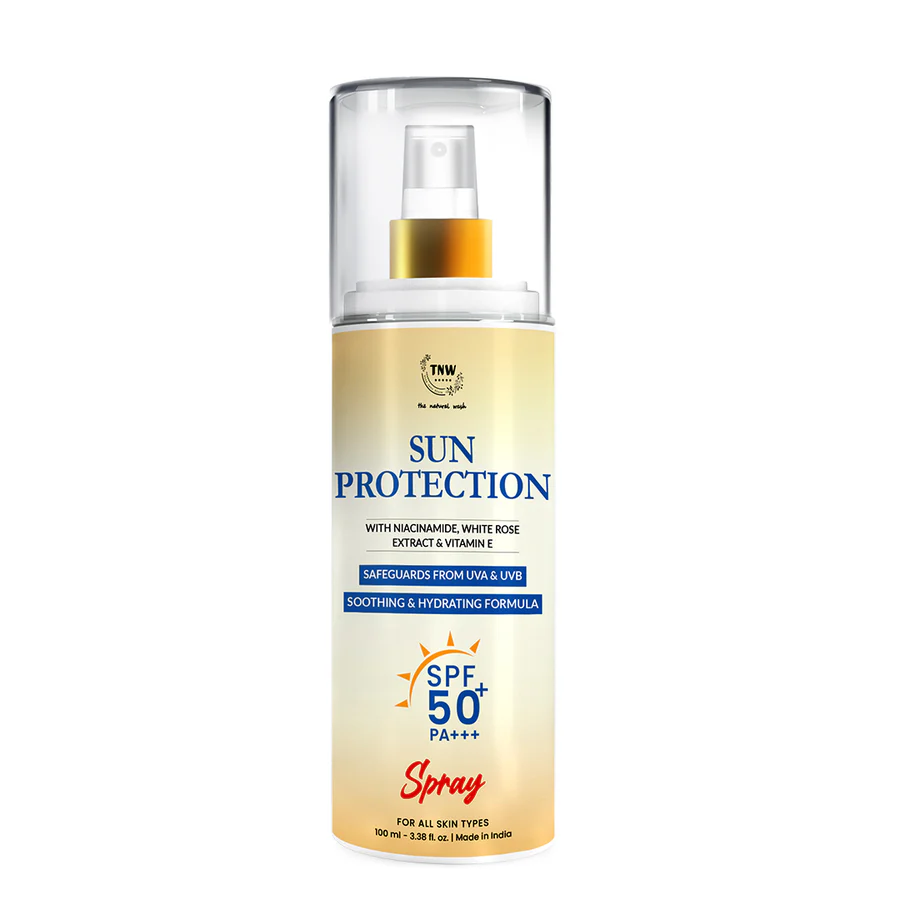 TNW
the natural wash
SUN
PROTECTION
WITH NIACINAMIDE, WHITE ROSE
EXTRACT & VITAMIN E
SAFEGUARDS FROM UVA & UVB
SOOTHING & HYDRATING FORMULA
SPF
50+
PA+++
Spray
FOR ALL SKIN TYPES
100 ml - 3.38 fl. oz. | Made in India